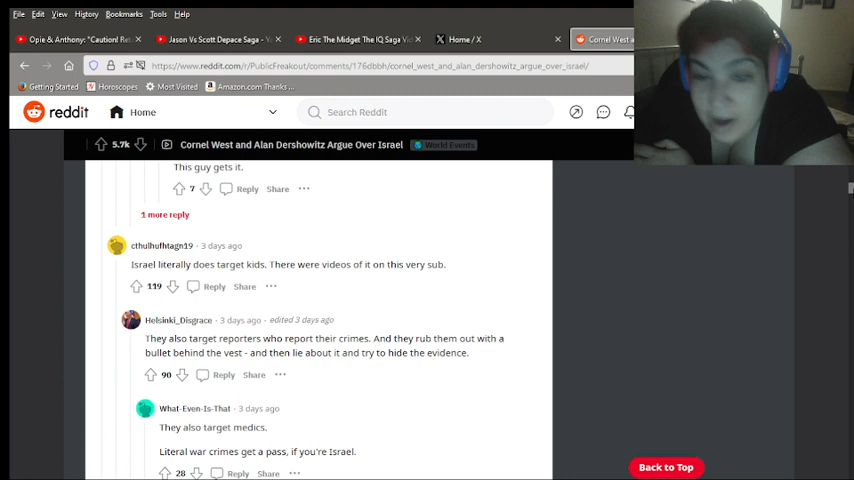 File Edit View History Bookmarks Tools Help
Opie & Anthony: "Caution! Ret
Jason Vs Scott Depace Saga - Yo
Eric The Midget The IQ Saga Vi
Home / X
Cornel West a
https://www.reddit.com/r/PublicFreakout/comments/176dbbh/cornel_west_and_alan_dershowitz_argue_over_israel/
Getting Started Horoscopes Most Visited Amazon.com Thanks ...
reddit Home Search Reddit
5.7k Cornel West and Alan Dershowitz Argue Over Israel World Events
This guy gets it.
7 Reply Share ...
1 more reply
cthulhufhtagn19 · 3 days ago
Israel literally does target kids. There were videos of it on this very sub.
119 Reply Share ...
Helsinki_Disgrace · 3 days ago · edited 3 days ago
They also target reporters who report their crimes. And they rub them out with a
bullet behind the vest - and then lie about it and try to hide the evidence.
90 Reply Share ...
What-Even-Is-That · 3 days ago
They also target medics.
Literal war crimes get a pass, if you're Israel.
28 Reply Share ...
Back to Top